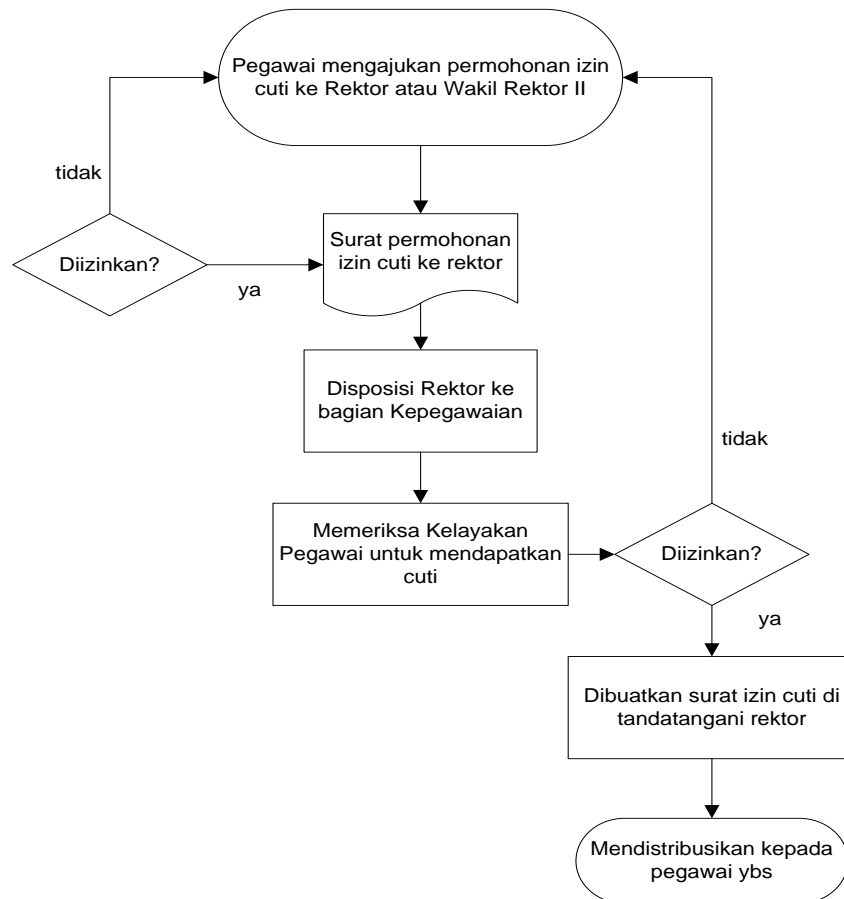 Pegawai mengajukan permohonan izin
cuti ke Rektor atau Wakil Rektor II
tidak
Diizinkan?
ya
Surat permohonan
izin cuti ke rektor
Disposisi Rektor ke
bagian Kepegawaian
Memeriksa Kelayakan
Pegawai untuk mendapatkan
cuti
Diizinkan?
tidak
ya
Dibuatkan surat izin cuti di
tandatangani rektor
Mendistribusikan kepada
pegawai ybs